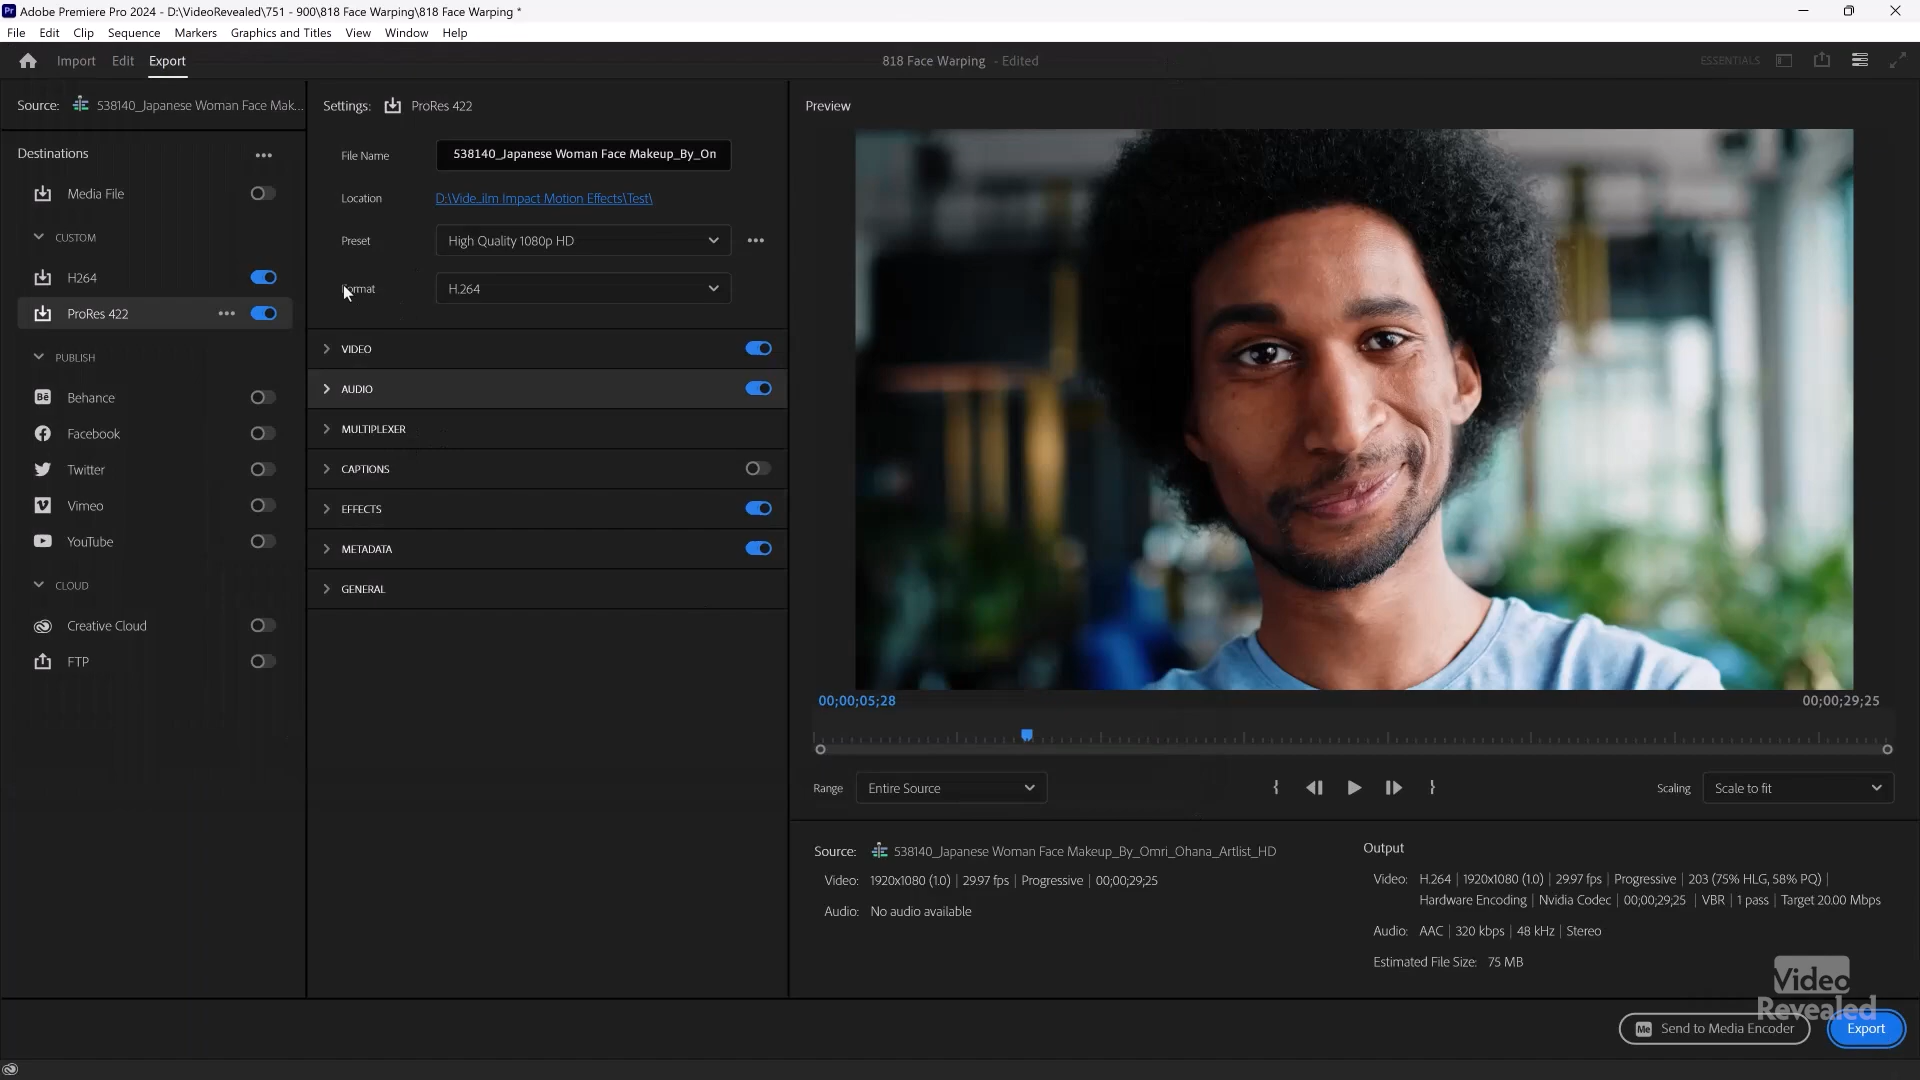 Adobe Premiere Pro 2024 - D:\VideoRevealed\751 - 900\818 Face Warping\818 Face Warping *
File Edit Clip Sequence Markers Graphics and Titles View Window Help
Import Edit Export
818 Face Warping - Edited
ESSENTIALS
Source: 538140_Japanese Woman Face Mak...
Destinations
Media File
CUSTOM
H264
ProRes 422
PUBLISH
Behance
Facebook
Twitter
Vimeo
YouTube
CLOUD
Creative Cloud
FTP
Settings: ProRes 422
File Name 538140_Japanese Woman Face Makeup_By_On
Location D:\Vide...ilm Impact Motion Effects\Test\
Preset High Quality 1080p HD
Format H.264
VIDEO
AUDIO
MULTIPLEXER
CAPTIONS
EFFECTS
METADATA
GENERAL
Preview
00;00;05;28
00;00;29;25
Range Entire Source
Scaling Scale to fit
Source: 538140_Japanese Woman Face Makeup_By_Omri_Ohana_Artlist_HD
Video: 1920x1080 (1.0) | 29.97 fps | Progressive | 00;00;29;25
Audio: No audio available
Output
Video: H.264 | 1920x1080 (1.0) | 29.97 fps | Progressive | 203 (75% HLG, 58% PQ) |
Hardware Encoding | Nvidia Codec | 00;00;29;25 | VBR | 1 pass | Target 20.00 Mbps
Audio: AAC | 320 kbps | 48 kHz | Stereo
Estimated File Size: 75 MB
Video
Revealed
Me Send to Media Encoder
Export